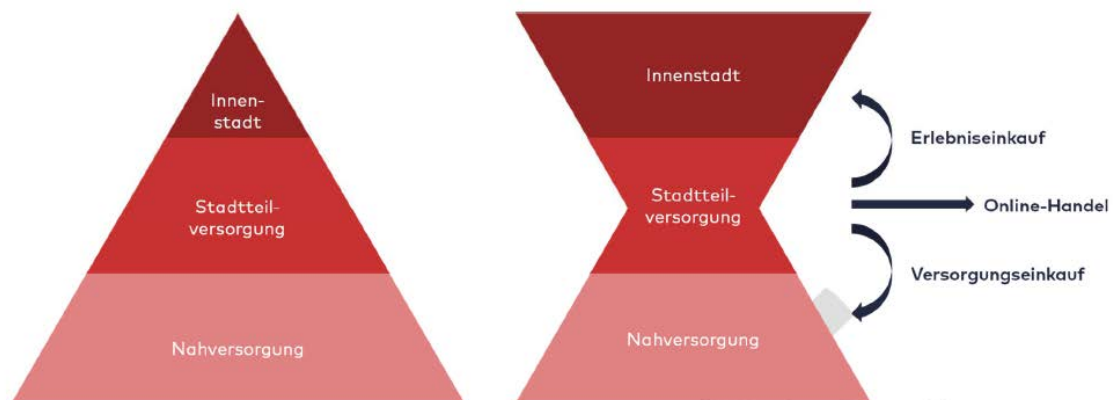 Innen-
stadt
Stadtteil-
versorgung
Nahversorgung
Innenstadt
Stadtteil-
versorgung
Nahversorgung
Erlebniseinkauf
Online-Handel
Versorgungseinkauf